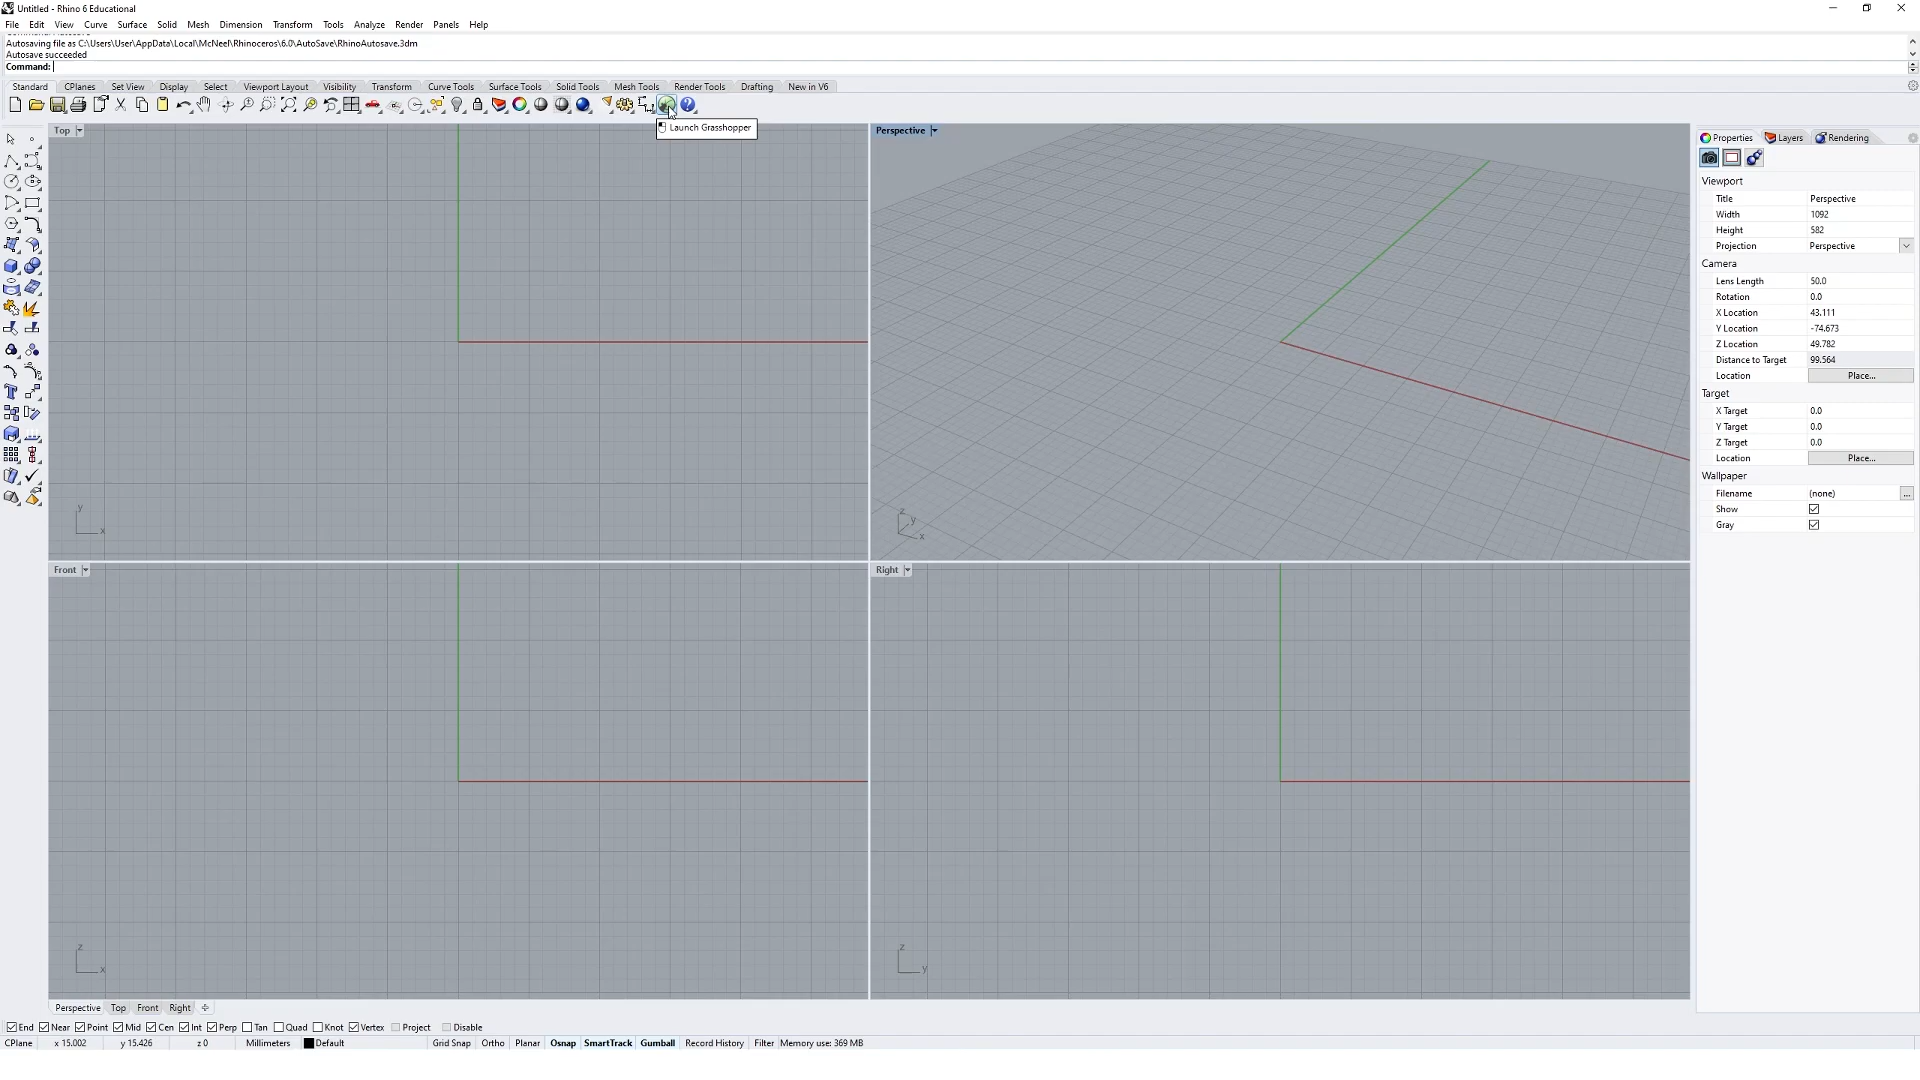 Untitled - Rhino 6 Educational
File Edit View Curve Surface Solid Mesh Dimension Transform Tools Analyze Render Panels Help
Autosaving file as C:\Users\User\AppData\Local\McNeel\Rhinoceros\6.0\AutoSave\RhinoAutosave.3dm
Autosave succeeded
Command:
Standard CPlanes Set View Display Select Viewport Layout Visibility Transform Curve Tools Surface Tools Solid Tools Mesh Tools Render Tools Drafting New in V6
Launch Grasshopper
Top
Perspective
Properties Layers Rendering
Viewport
Title Perspective
Width 1092
Height 582
Projection Perspective
Camera
Lens Length 50.0
Rotation 0.0
X Location 43.111
Y Location -74.673
Z Location 49.782
Distance to Target 99.564
Location Place...
Target
X Target 0.0
Y Target 0.0
Z Target 0.0
Location Place...
Wallpaper
Filename (none) ...
Show
Gray
y
x
z
y
x
Front
Right
z
x
z
y
Perspective Top Front Right
End Near Point Mid Cen Int Perp Tan Quad Knot Vertex Project Disable
CPlane x 15.002 y 15.426 z 0 Millimeters Default Grid Snap Ortho Planar Osnap SmartTrack Gumball Record History Filter Memory use: 369 MB